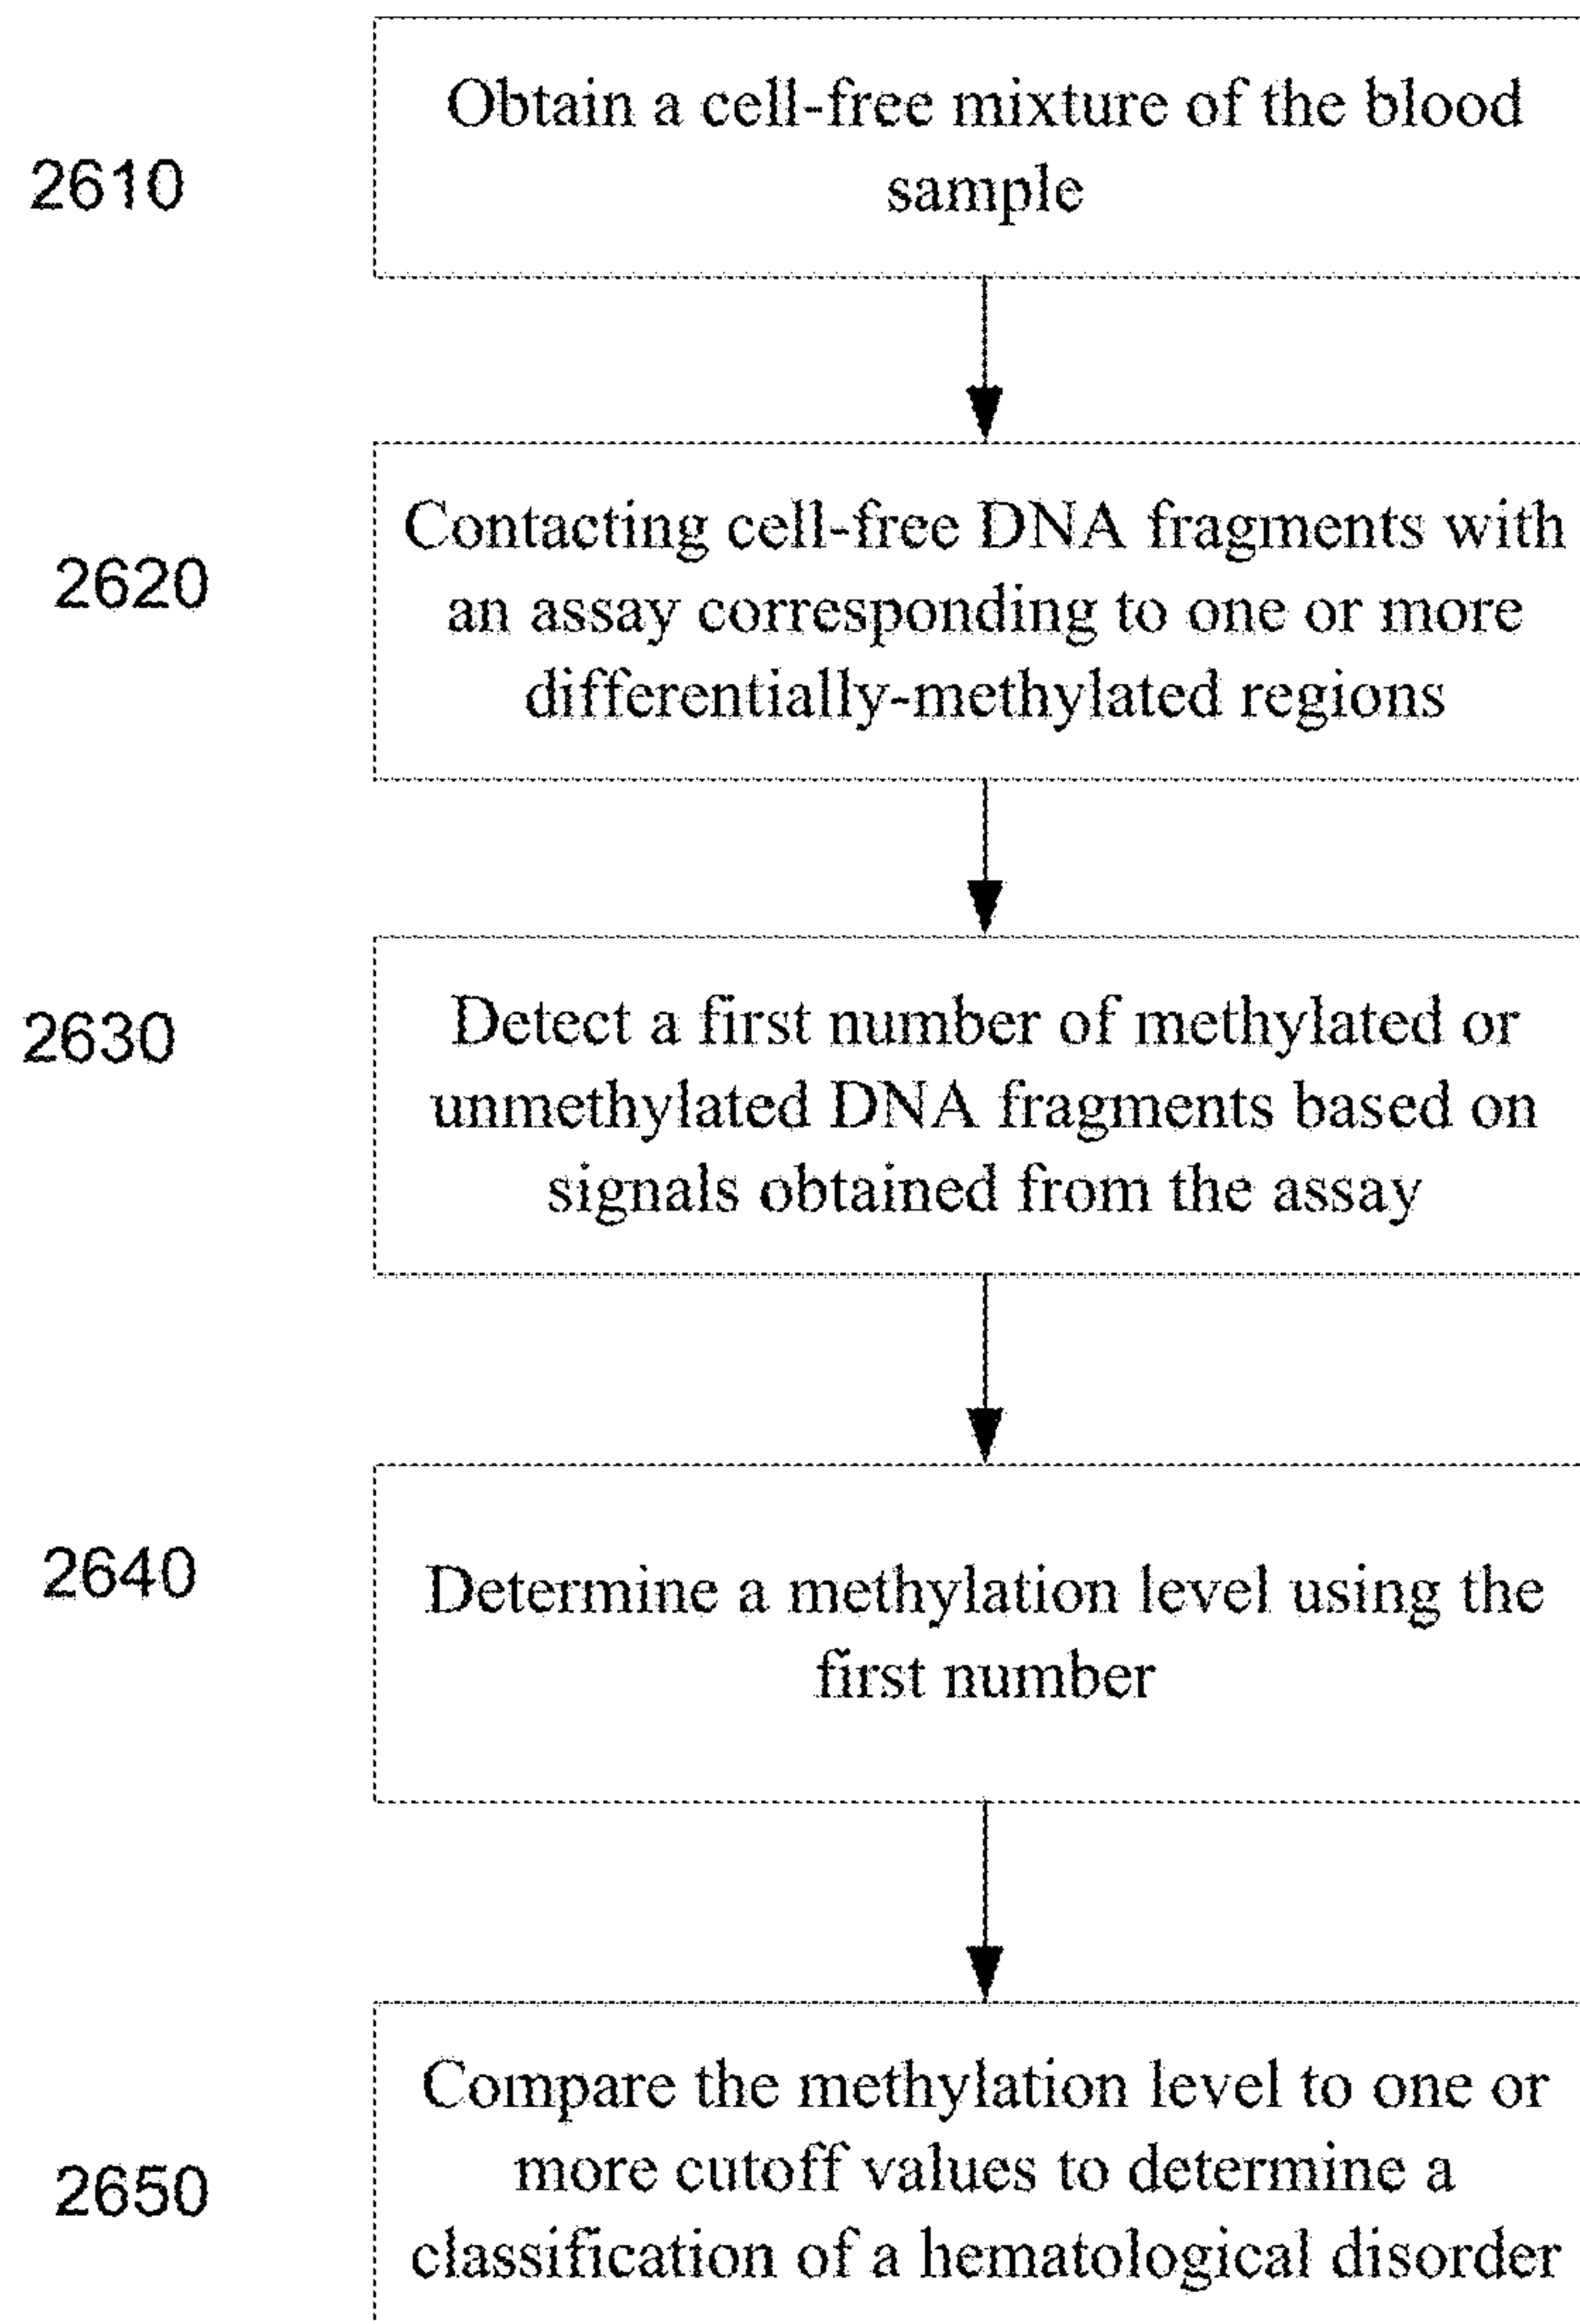 2610
Obtain a cell-free mixture of the blood
sample
2620
Contacting cell-free DNA fragments with
an assay corresponding to one or more
differentially-methylated regions
2630
Detect a first number of methylated or
unmethylated DNA fragments based on
signals obtained from the assay
2640
Determine a methylation level using the
first number
2650
Compare the methylation level to one or
more cutoff values to determine a
classification of a hematological disorder